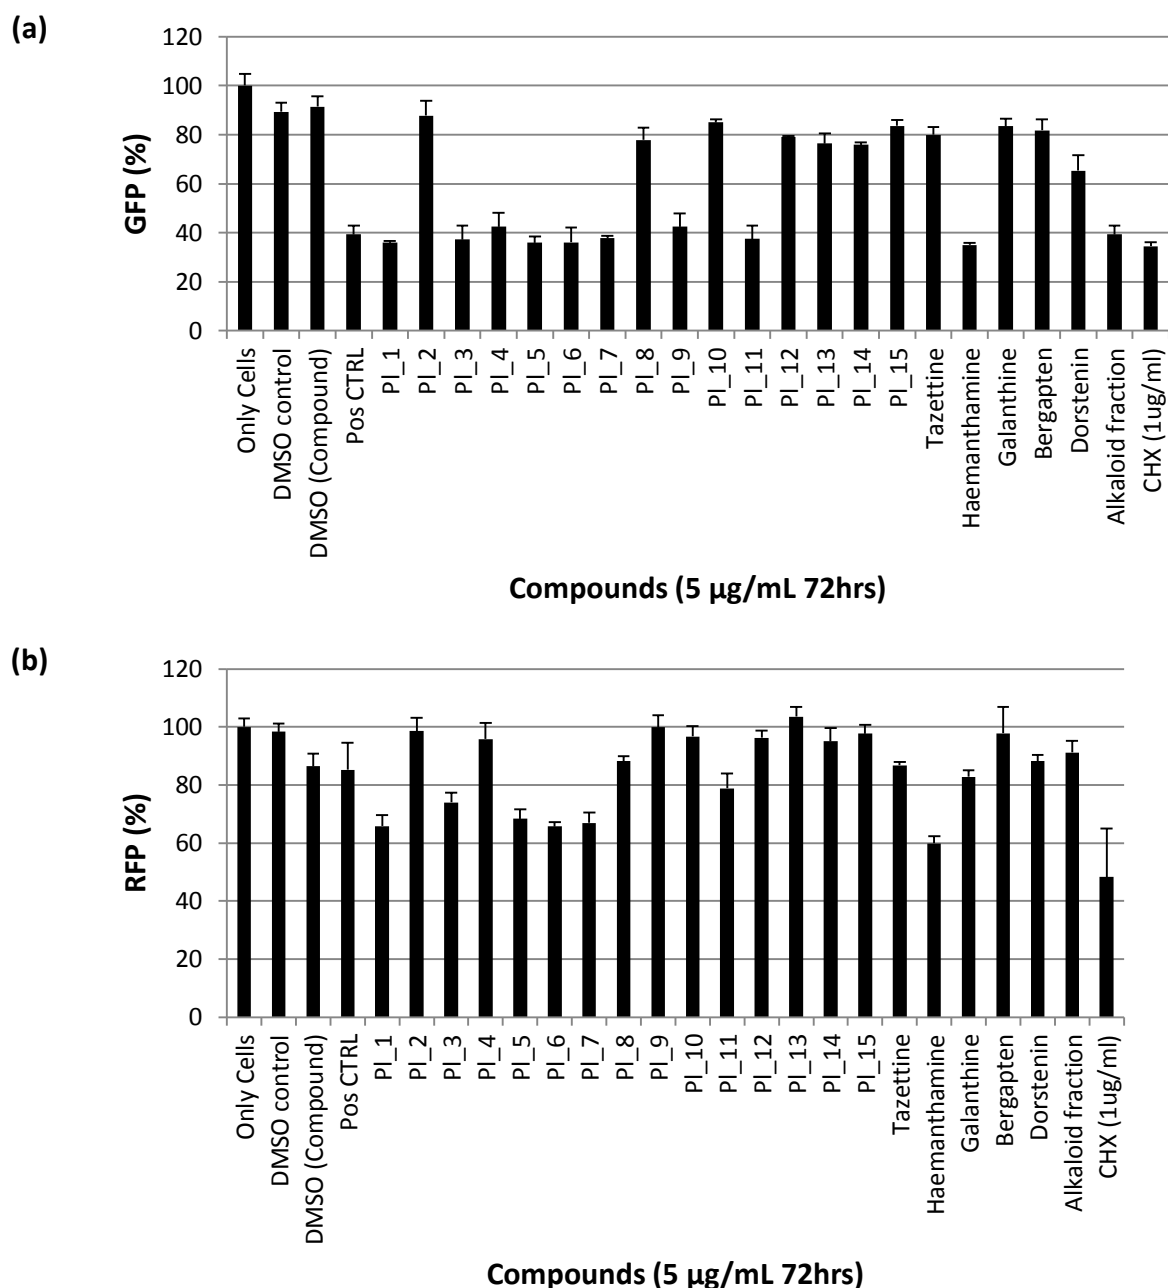 (a)
120
100
80
60
40
20
0
GFP (%)
Only Cells
DMSO control
DMSO (Compound)
Pos CTRL
PI_1
PI_2
PI_3
PI_4
PI_5
PI_6
PI_7
PI_8
PI_9
PI_10
PI_11
PI_12
PI_13
PI_14
PI_15
Tazettine
Haemanthamine
Galanthine
Bergapten
Dorstenin
Alkaloid fraction
CHX (1ug/ml)
Compounds (5 µg/mL 72hrs)
(b)
120
100
80
60
40
20
0
RFP (%)
Only Cells
DMSO control
DMSO (Compound)
Pos CTRL
PI_1
PI_2
PI_3
PI_4
PI_5
PI_6
PI_7
PI_8
PI_9
PI_10
PI_11
PI_12
PI_13
PI_14
PI_15
Tazettine
Haemanthamine
Galanthine
Bergapten
Dorstenin
Alkaloid fraction
CHX (1ug/ml)
Compounds (5 µg/mL 72hrs)